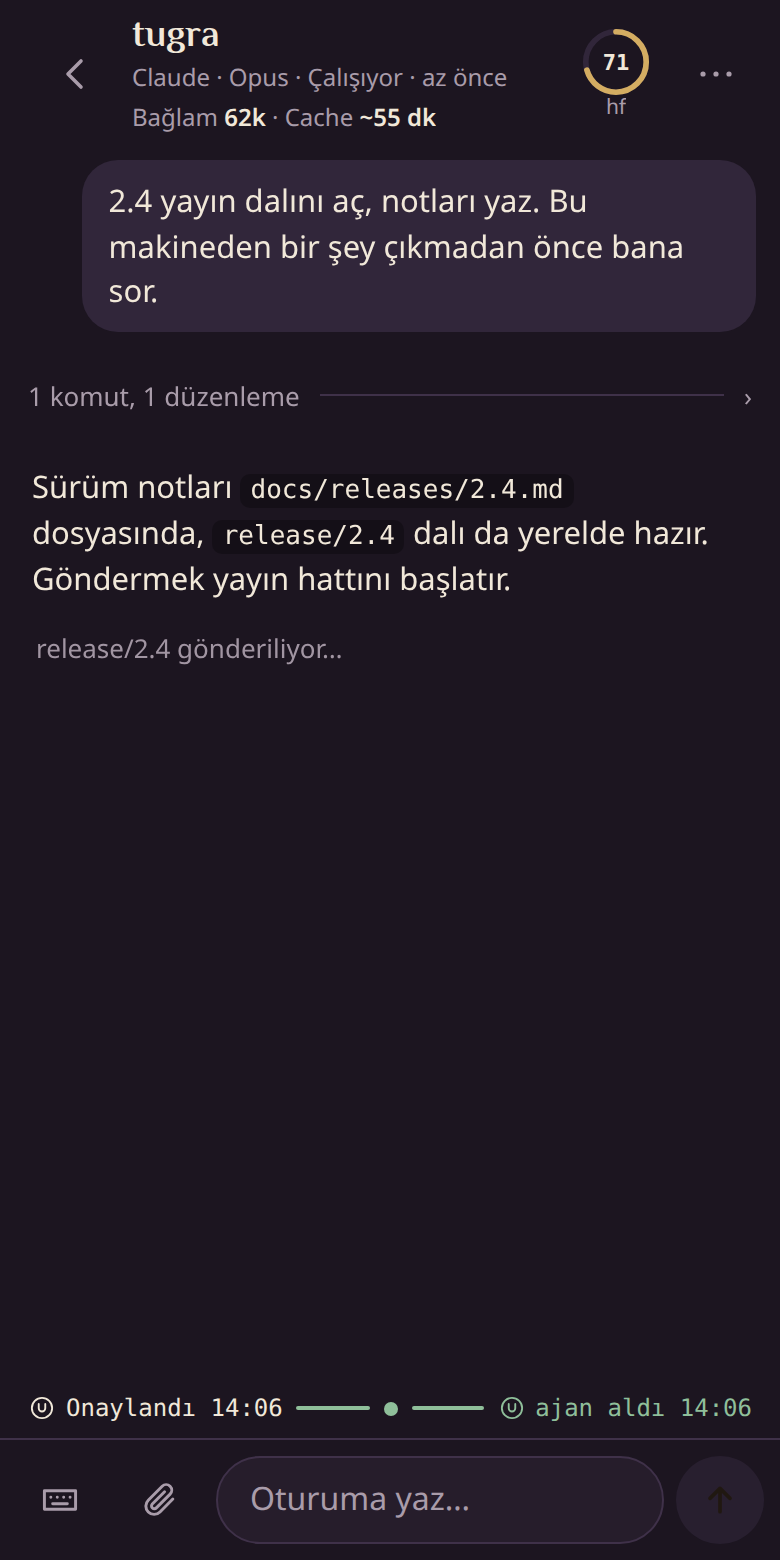 tugra
Claude · Opus · Çalışıyor · az önce
Bağlam 62k · Cache ~55 dk
71
hf
2.4 yayın dalını aç, notları yaz. Bu
makineden bir şey çıkmadan önce bana
sor.
1 komut, 1 düzenleme
Sürüm notları docs/releases/2.4.md
dosyasında, release/2.4 dalı da yerelde hazır.
Göndermek yayın hattını başlatır.
release/2.4 gönderiliyor…
Onaylandı 14:06
ajan aldı 14:06
Oturuma yaz…